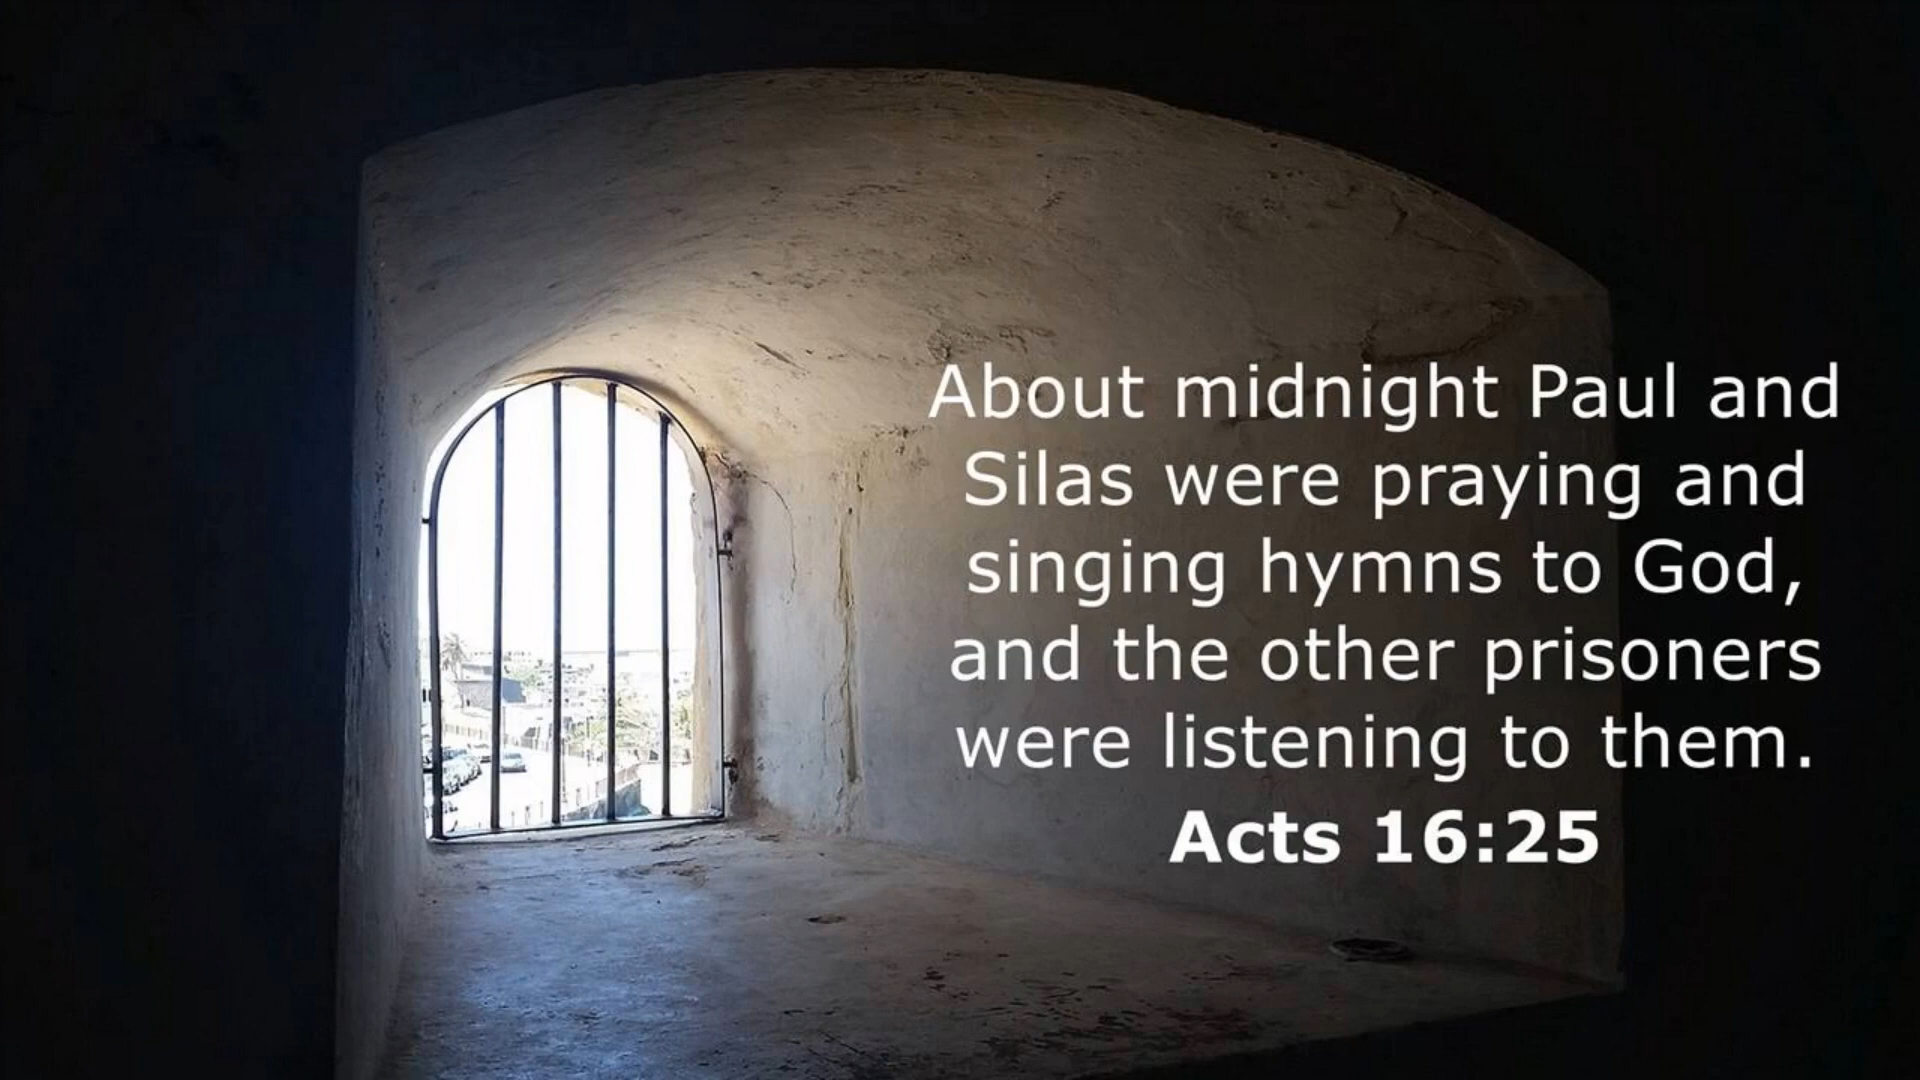 About midnight Paul and
Silas were praying and
singing hymns to God,
and the other prisoners
were listening to them.
Acts 16:25